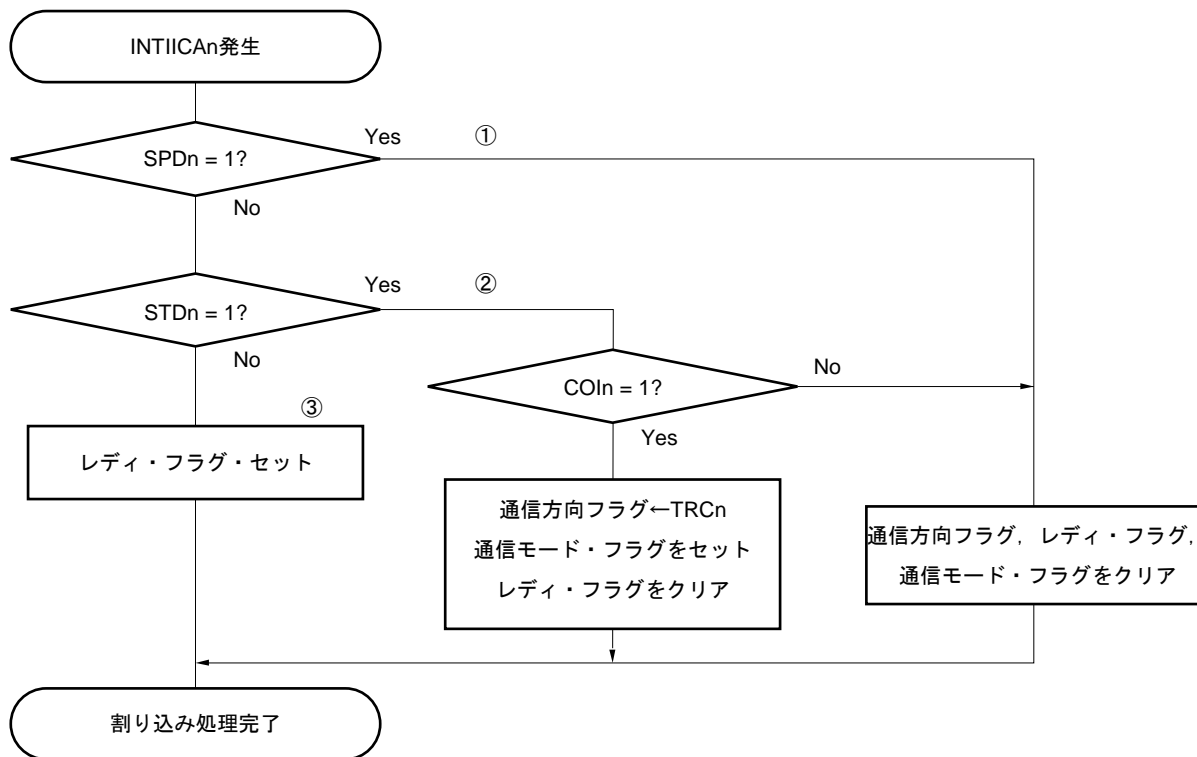 INTIICAn発生
SPDn = 1?
Yes
①
No
STDn = 1?
Yes
②
No
COIn = 1?
No
Yes
③
レディ・フラグ・セット
通信方向フラグ←TRCn
通信モード・フラグをセット
レディ・フラグをクリア
通信方向フラグ，レディ・フラグ，
通信モード・フラグをクリア
割り込み処理完了